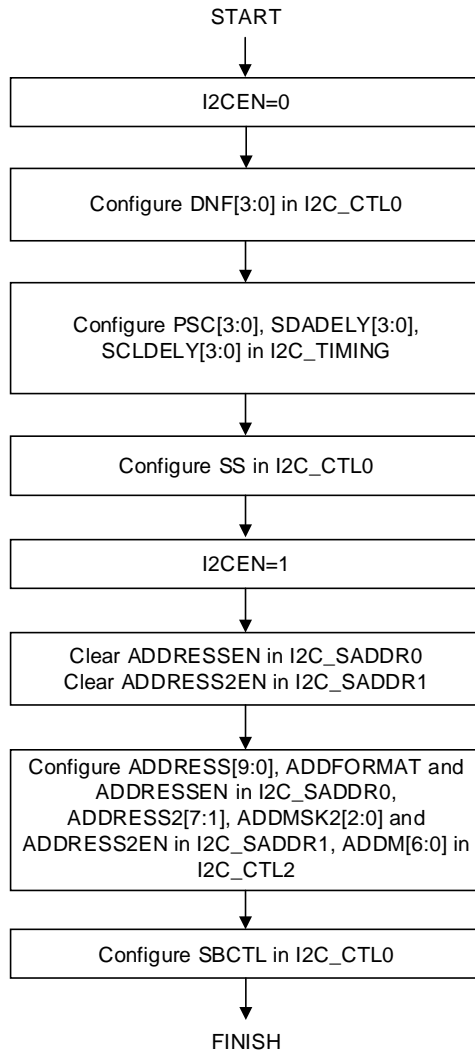 START
I2CEN=0
Configure DNF[3:0] in I2C_CTL0
Configure PSC[3:0], SDADELY[3:0],
SCLDELY[3:0] in I2C_TIMING
Configure SS in I2C_CTL0
I2CEN=1
Clear ADDRESSEN in I2C_SADDR0
Clear ADDRESS2EN in I2C_SADDR1
Configure ADDRESS[9:0], ADDFORMAT and
ADDRESSEN in I2C_SADDR0,
ADDRESS2[7:1], ADDMSK2[2:0] and
ADDRESS2EN in I2C_SADDR1, ADDM[6:0] in
I2C_CTL2
Configure SBCTL in I2C_CTL0
FINISH